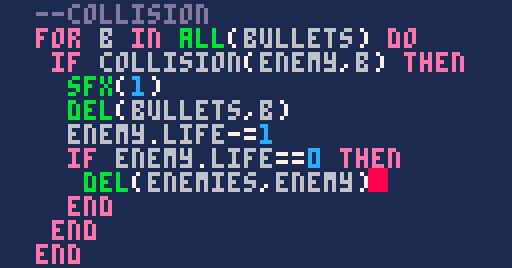 --COLLISION
FOR B IN ALL(BULLETS) DO
IF COLLISION(ENEMY,B) THEN
SFX(1)
DEL(BULLETS,B)
ENEMY.LIFE-=1
IF ENEMY.LIFE==0 THEN
DEL(ENEMIES,ENEMY)
END
END
END